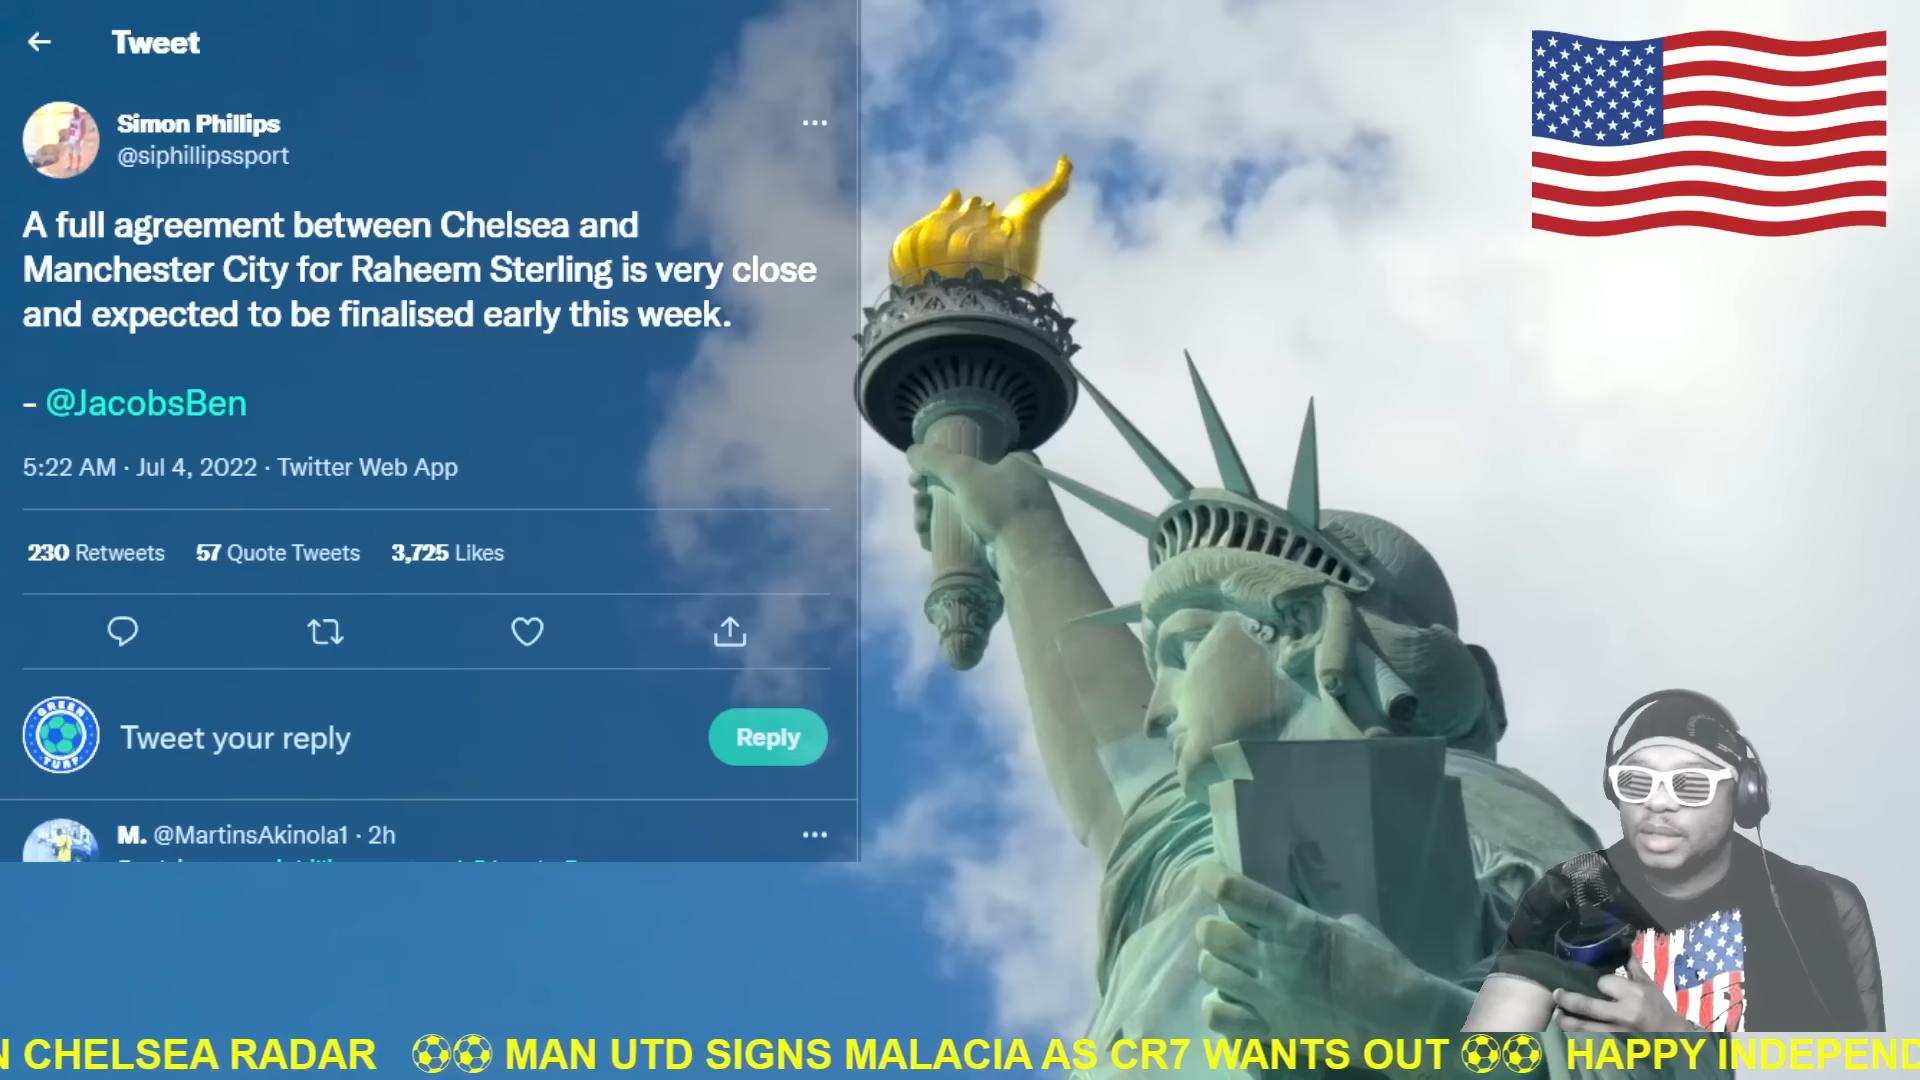 Tweet
Simon Phillips
@siphillipssport
A full agreement between Chelsea and
Manchester City for Raheem Sterling is very close
and expected to be finalised early this week.
- @JacobsBen
5:22 AM · Jul 4, 2022 · Twitter Web App
230 Retweets 57 Quote Tweets 3,725 Likes
GREEN
TURF
Tweet your reply
Reply
M. @MartinsAkinola1 · 2h
N CHELSEA RADAR MAN UTD SIGNS MALACIA AS CR7 WANTS OUT HAPPY INDEPEND